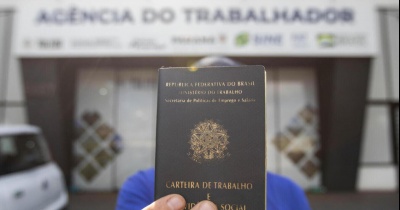 AGÊNCIA DO TRABALHADOR
SINE
REPÚBLICA FEDERATIVA DO BRASIL
MINISTÉRIO DO TRABALHO
Secretaria de Políticas de Emprego e Salário
CARTEIRA DE TRABALHO
SOCIAL